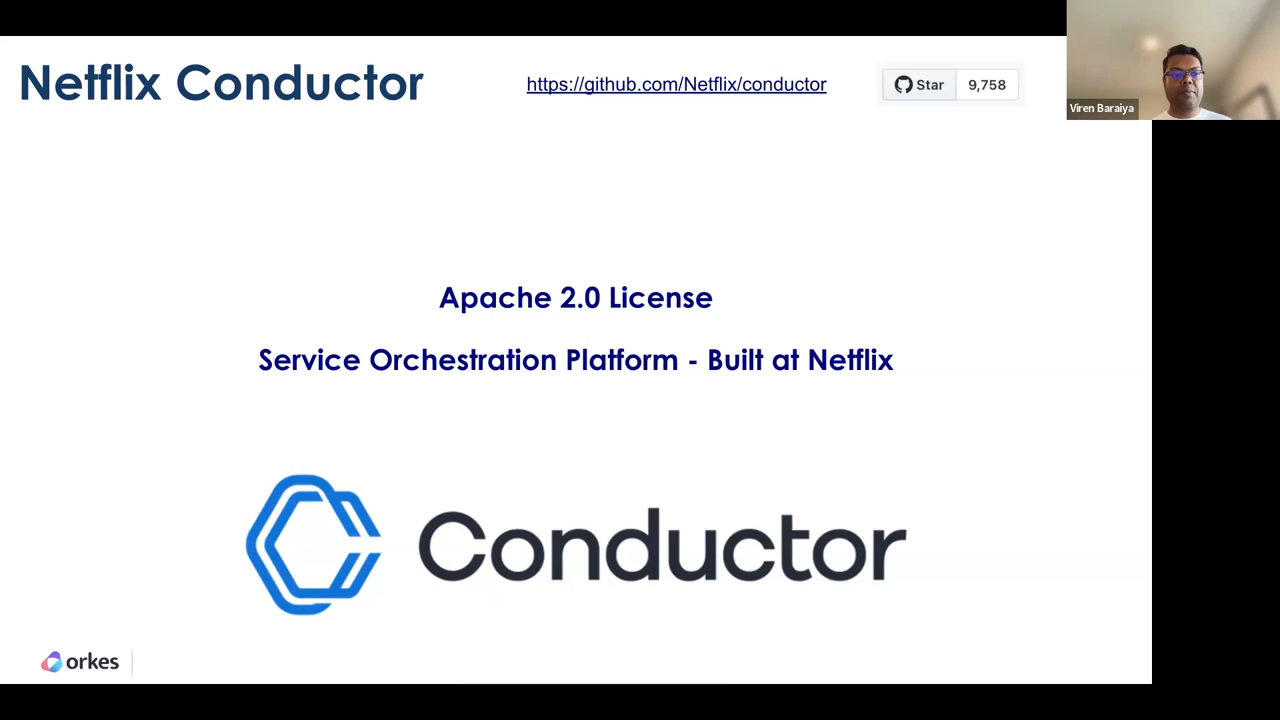 Netflix Conductor
https://github.com/Netflix/conductor
Star 9,758
Viren Baraiya
Apache 2.0 License
Service Orchestration Platform - Built at Netflix
Conductor
orkes